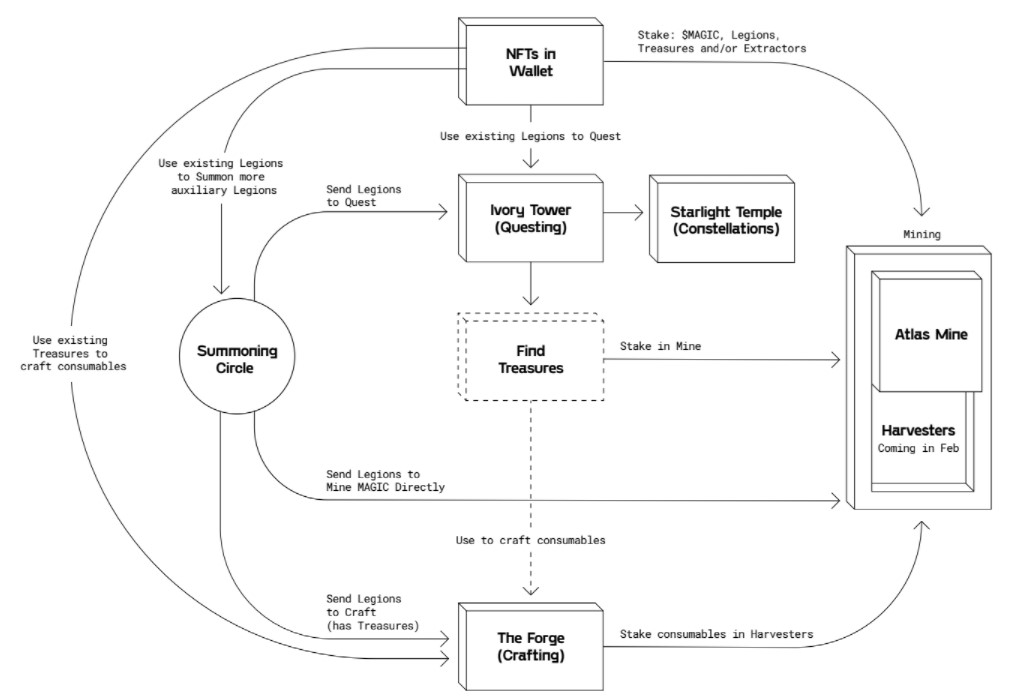 NFTs in
Wallet
Stake: $MAGIC, Legions,
Treasures and/or Extractors
Use existing Legions to Quest
Use existing Legions
to Summon more
auxiliary Legions
Send Legions
to Quest
Ivory Tower
(Questing)
Starlight Temple
(Constellations)
Mining
Atlas Mine
Harvesters
Coming in Feb
Use existing
Treasures to
craft consumables
Summoning
Circle
Find
Treasures
Stake in Mine
Send Legions to
Mine MAGIC Directly
Use to craft consumables
Send Legions
to Craft
(has Treasures)
The Forge
(Crafting)
Stake consumables in Harvesters